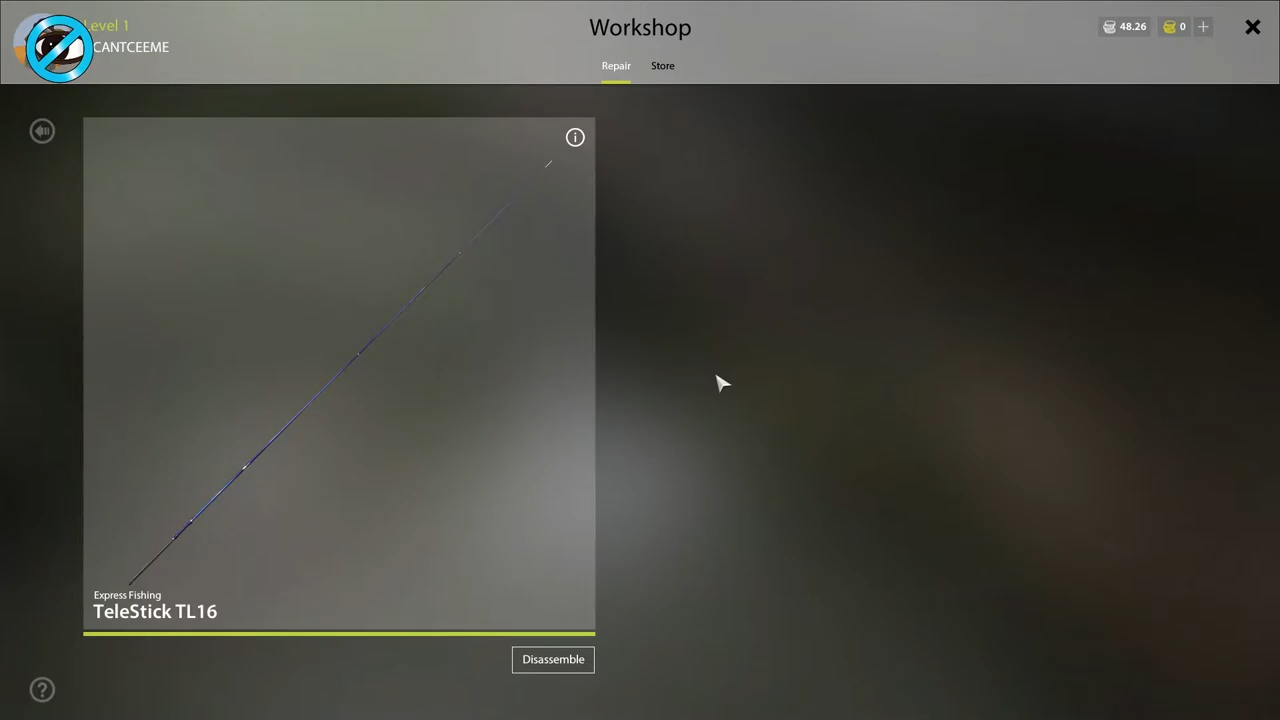 Level 1
CANTCEEME
Workshop
48.26
0
Repair
Store
Express Fishing
TeleStick TL16
Disassemble